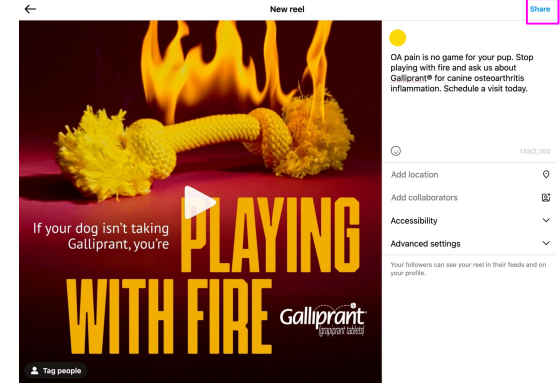 New reel
Share
If your dog isn't taking
Galliprant, you're
PLAYING
WITH FIRE
Galliprant
(grapiprant tablets)
Tag people
OA pain is no game for your pup. Stop
playing with fire and ask us about
Galliprant® for canine osteoarthritis
inflammation. Schedule a visit today.
149/2,200
Add location
Add collaborators
Accessibility
Advanced settings
Your followers can see your reel in their feeds and on
your profile.